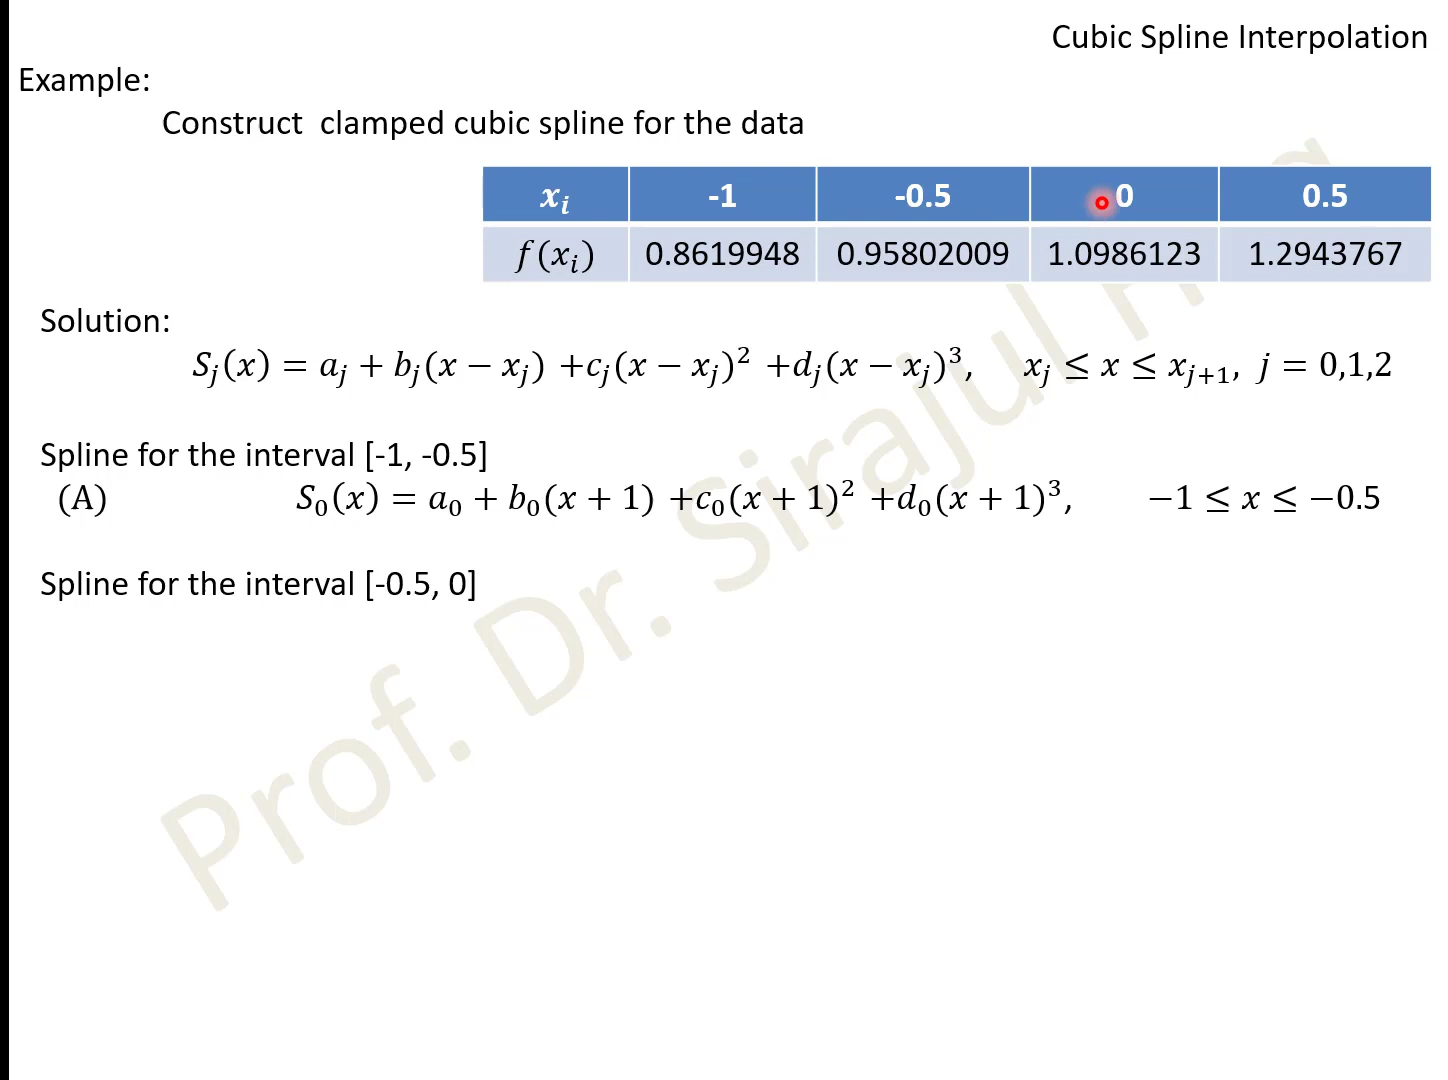 Cubic Spline Interpolation
Example:
Construct clamped cubic spline for the data
xᵢ -1 -0.5 0 0.5
f(xᵢ) 0.8619948 0.95802009 1.0986123 1.2943767
Solution:
Sⱼ(x) = aⱼ + bⱼ(x − xⱼ) +cⱼ(x − xⱼ)² +dⱼ(x − xⱼ)³, xⱼ ≤ x ≤ xⱼ₊₁, j = 0,1,2
Spline for the interval [-1, -0.5]
(A) S₀(x) = a₀ + b₀(x + 1) +c₀(x + 1)² +d₀(x + 1)³, −1 ≤ x ≤ −0.5
Spline for the interval [-0.5, 0]
Prof. Dr. Sirajul